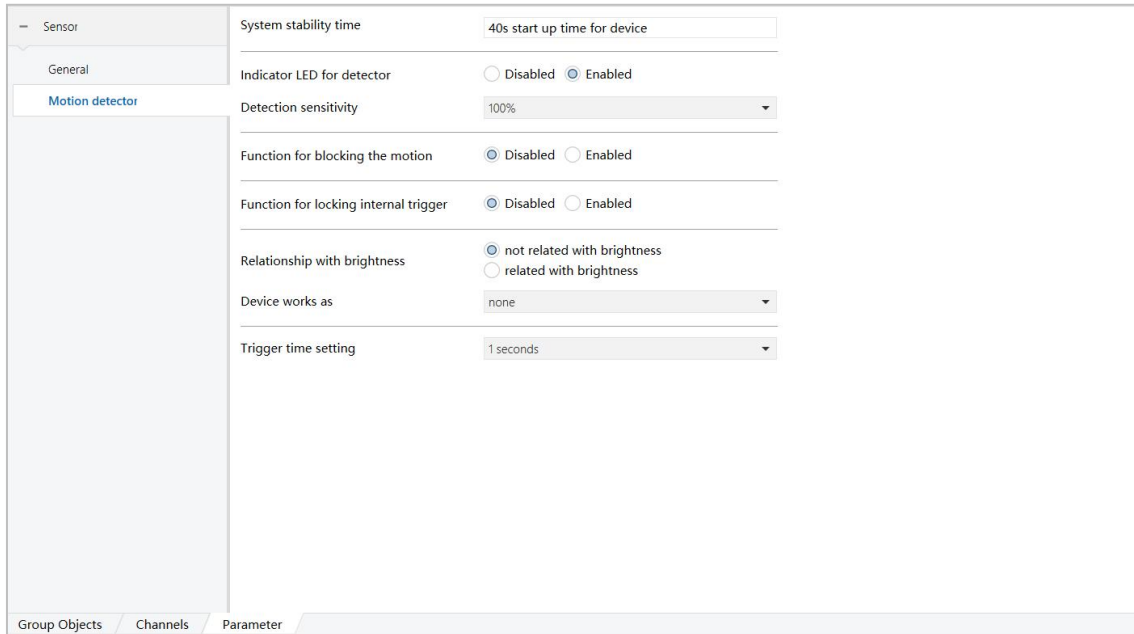 Sensor
General
Motion detector
System stability time
40s start up time for device
Indicator LED for detector
Disabled Enabled
Detection sensitivity
100%
Function for blocking the motion
Disabled Enabled
Function for locking internal trigger
Disabled Enabled
Relationship with brightness
not related with brightness
related with brightness
Device works as
none
Trigger time setting
1 seconds
Group Objects Channels Parameter